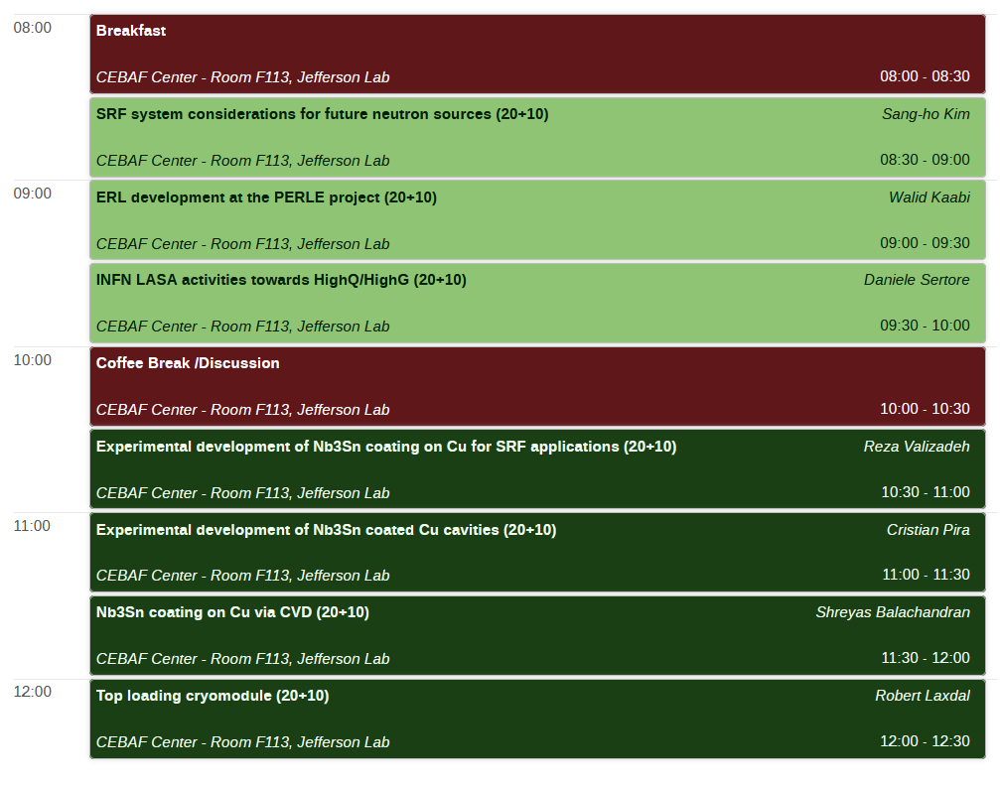 08:00
Breakfast
CEBAF Center - Room F113, Jefferson Lab 08:00 - 08:30
SRF system considerations for future neutron sources (20+10) Sang-ho Kim
CEBAF Center - Room F113, Jefferson Lab 08:30 - 09:00
09:00
ERL development at the PERLE project (20+10) Walid Kaabi
CEBAF Center - Room F113, Jefferson Lab 09:00 - 09:30
INFN LASA activities towards HighQ/HighG (20+10) Daniele Sertore
CEBAF Center - Room F113, Jefferson Lab 09:30 - 10:00
10:00
Coffee Break /Discussion
CEBAF Center - Room F113, Jefferson Lab 10:00 - 10:30
Experimental development of Nb3Sn coating on Cu for SRF applications (20+10) Reza Valizadeh
CEBAF Center - Room F113, Jefferson Lab 10:30 - 11:00
11:00
Experimental development of Nb3Sn coated Cu cavities (20+10) Cristian Pira
CEBAF Center - Room F113, Jefferson Lab 11:00 - 11:30
Nb3Sn coating on Cu via CVD (20+10) Shreyas Balachandran
CEBAF Center - Room F113, Jefferson Lab 11:30 - 12:00
12:00
Top loading cryomodule (20+10) Robert Laxdal
CEBAF Center - Room F113, Jefferson Lab 12:00 - 12:30